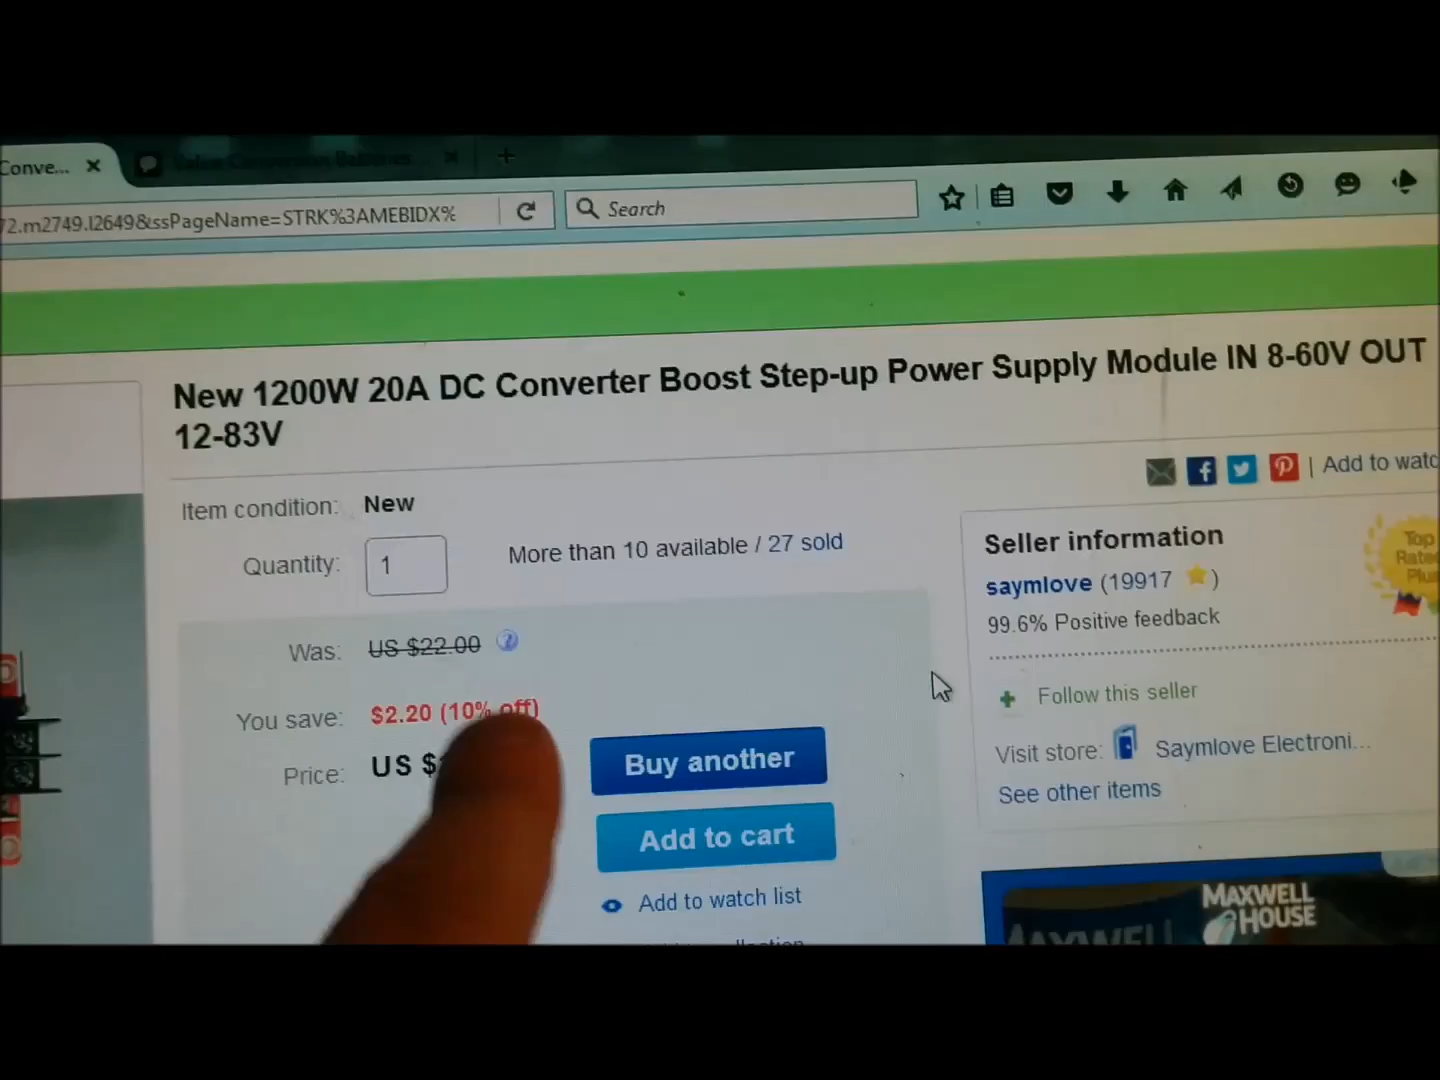 Conve...
72.m2749.l2649&ssPageName=STRK%3AMEBIDX%
Search
New 1200W 20A DC Converter Boost Step-up Power Supply Module IN 8-60V OUT
12-83V
Add to watc
Item condition: New
Quantity: 1 More than 10 available / 27 sold
Was: US $22.00
You save: $2.20 (10% off)
Price: US $
Buy another
Add to cart
Add to watch list
Seller information
saymlove (19917 )
99.6% Positive feedback
Top
Rated
Plus
Follow this seller
Visit store: Saymlove Electroni...
See other items
MAXWELL
HOUSE
MAXWELL